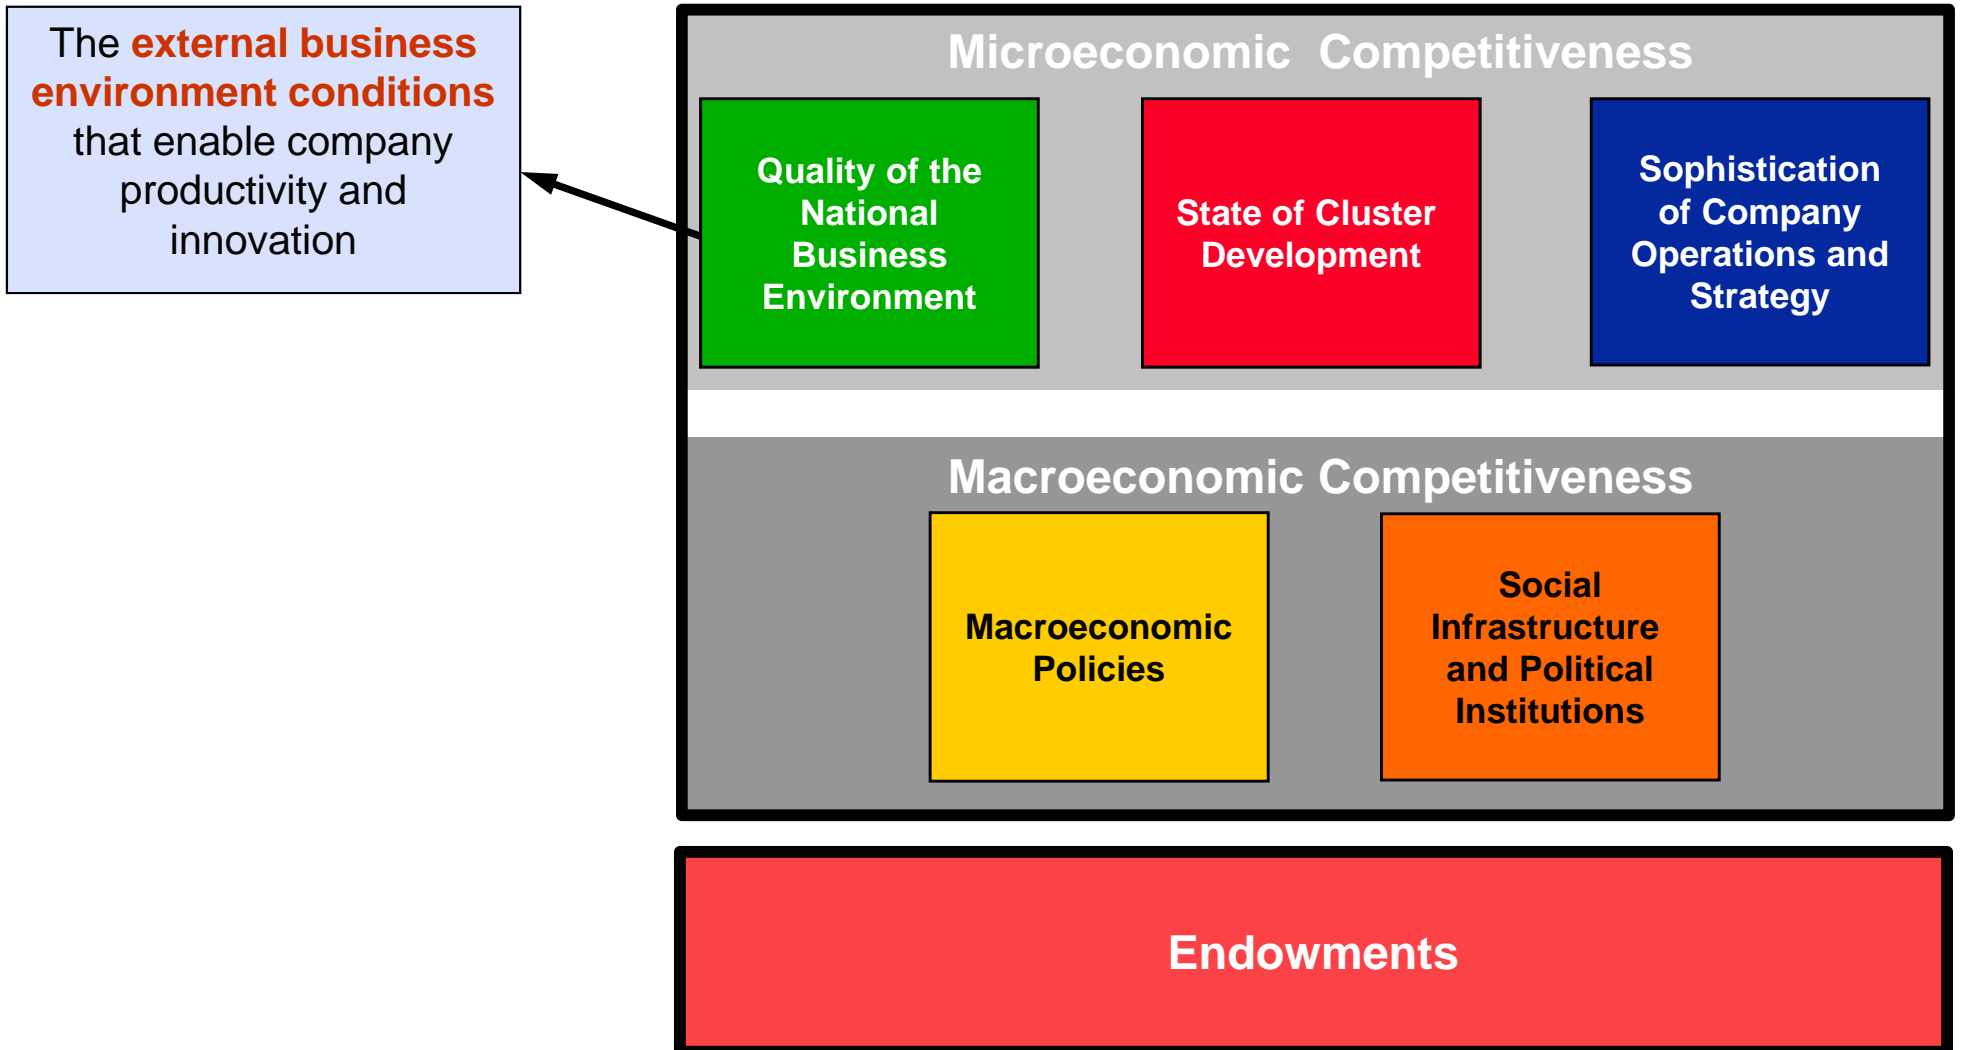 The external business
environment conditions
that enable company
productivity and
innovation
Microeconomic Competitiveness
Quality of the
National
Business
Environment
State of Cluster
Development
Sophistication
of Company
Operations and
Strategy
Macroeconomic Competitiveness
Macroeconomic
Policies
Social
Infrastructure
and Political
Institutions
Endowments